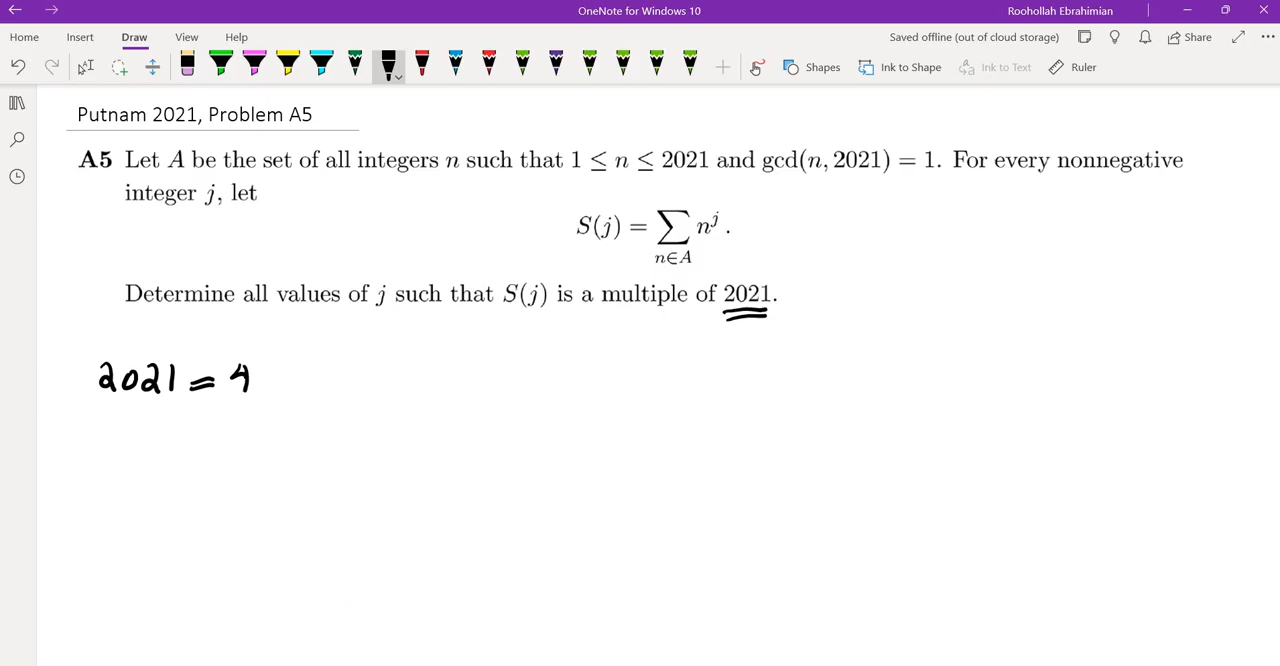 OneNote for Windows 10
Roohollah Ebrahimian
Home Insert Draw View Help
Saved offline (out of cloud storage)
Share
Shapes
Ink to Shape
Ink to Text
Ruler
Putnam 2021, Problem A5
A5 Let A be the set of all integers n such that 1 ≤ n ≤ 2021 and gcd(n, 2021) = 1. For every nonnegative
integer j, let
S(j) = ∑_{n∈A} n^j .
Determine all values of j such that S(j) is a multiple of 2021.
2021 = 4